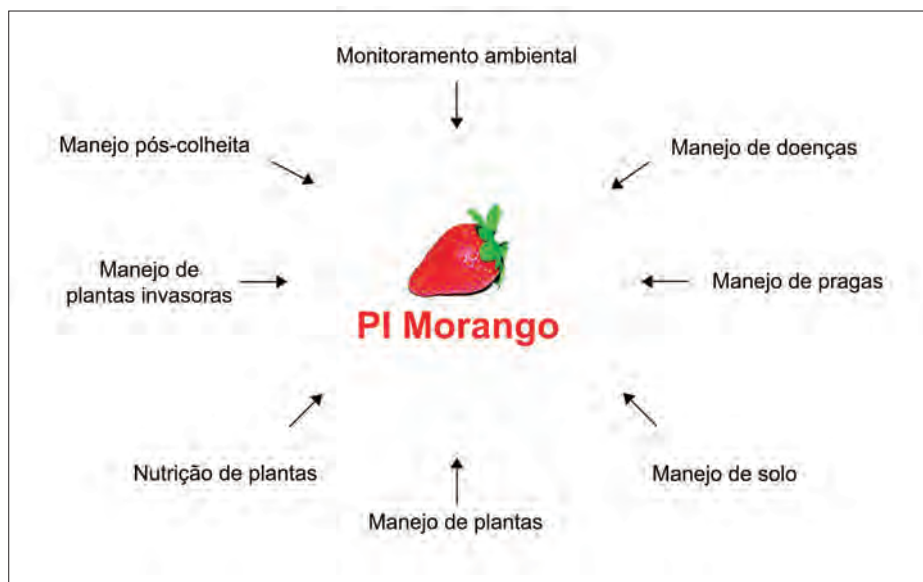 Monitoramento ambiental
Manejo pós-colheita
Manejo de doenças
Manejo de
plantas invasoras
Manejo de pragas
PI Morango
Nutrição de plantas
Manejo de solo
Manejo de plantas